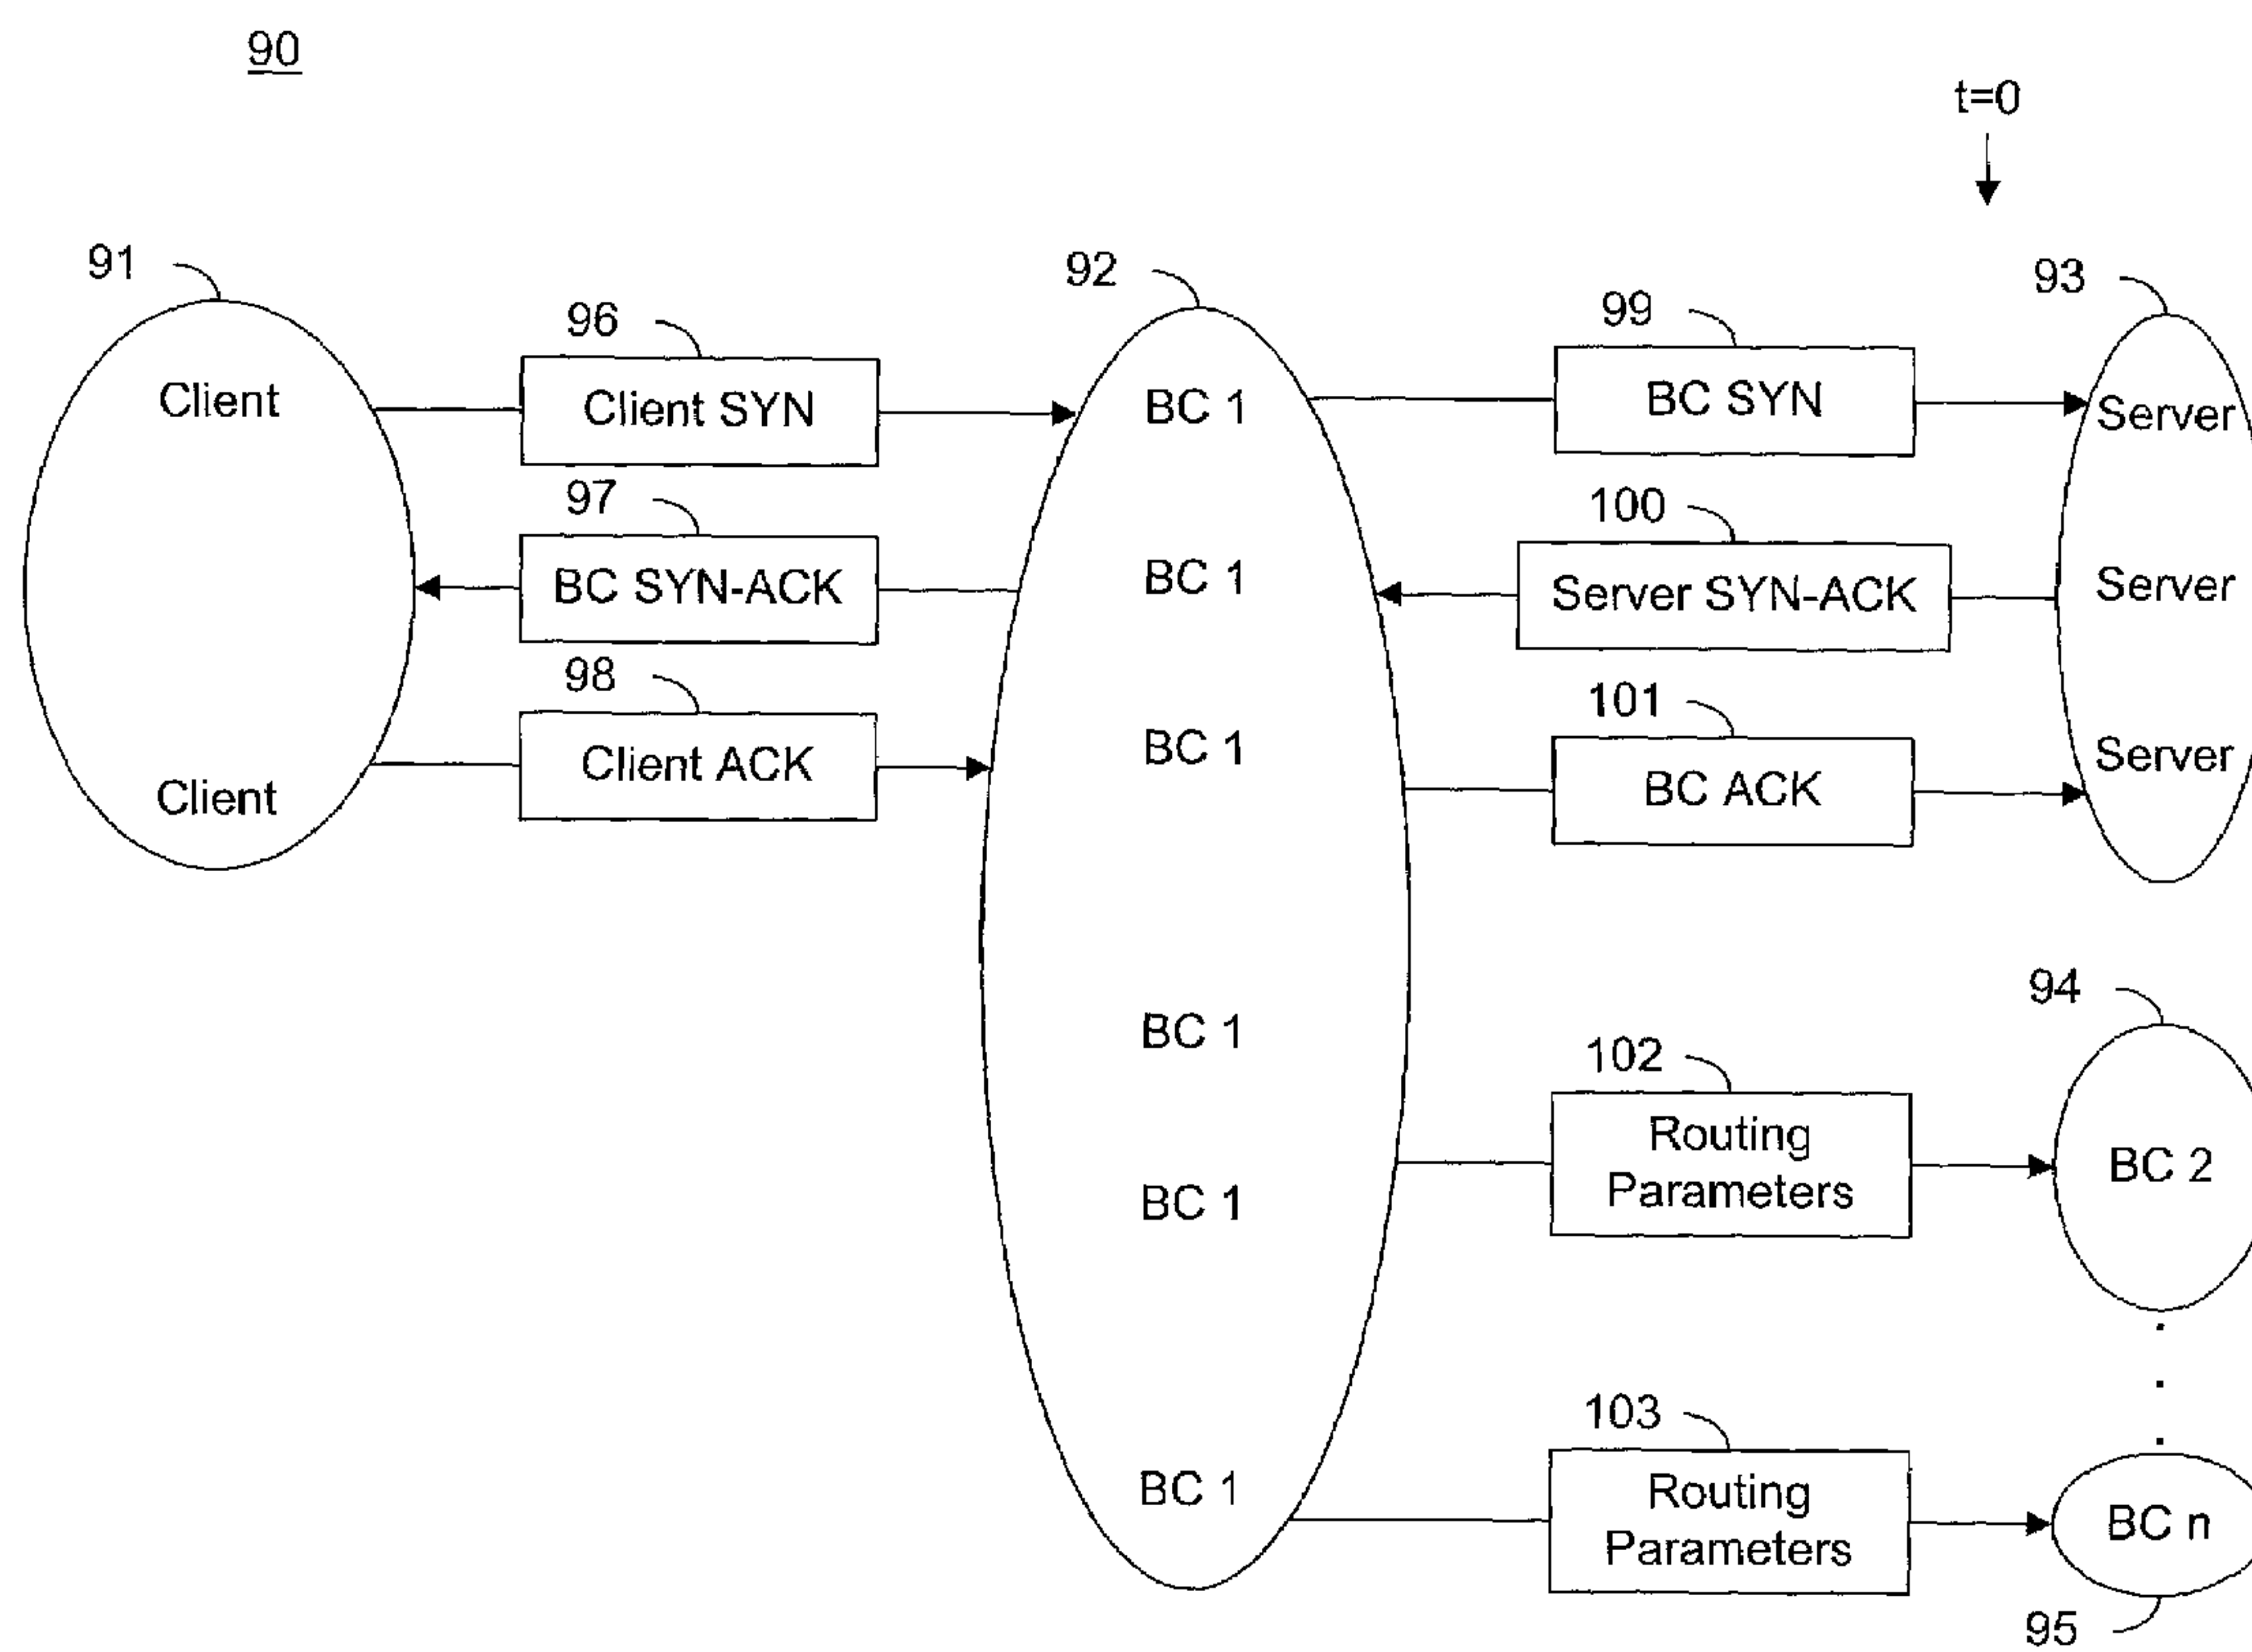 90
t=0
91
92
93
96
99
Client
Client SYN
BC 1
BC SYN
Server
97
100
BC SYN-ACK
BC 1
Server SYN-ACK
Server
98
101
Client
Client ACK
BC 1
BC ACK
Server
94
BC 1
102
Routing
Parameters
BC 2
BC 1
.
.
.
103
BC 1
Routing
Parameters
BC n
95